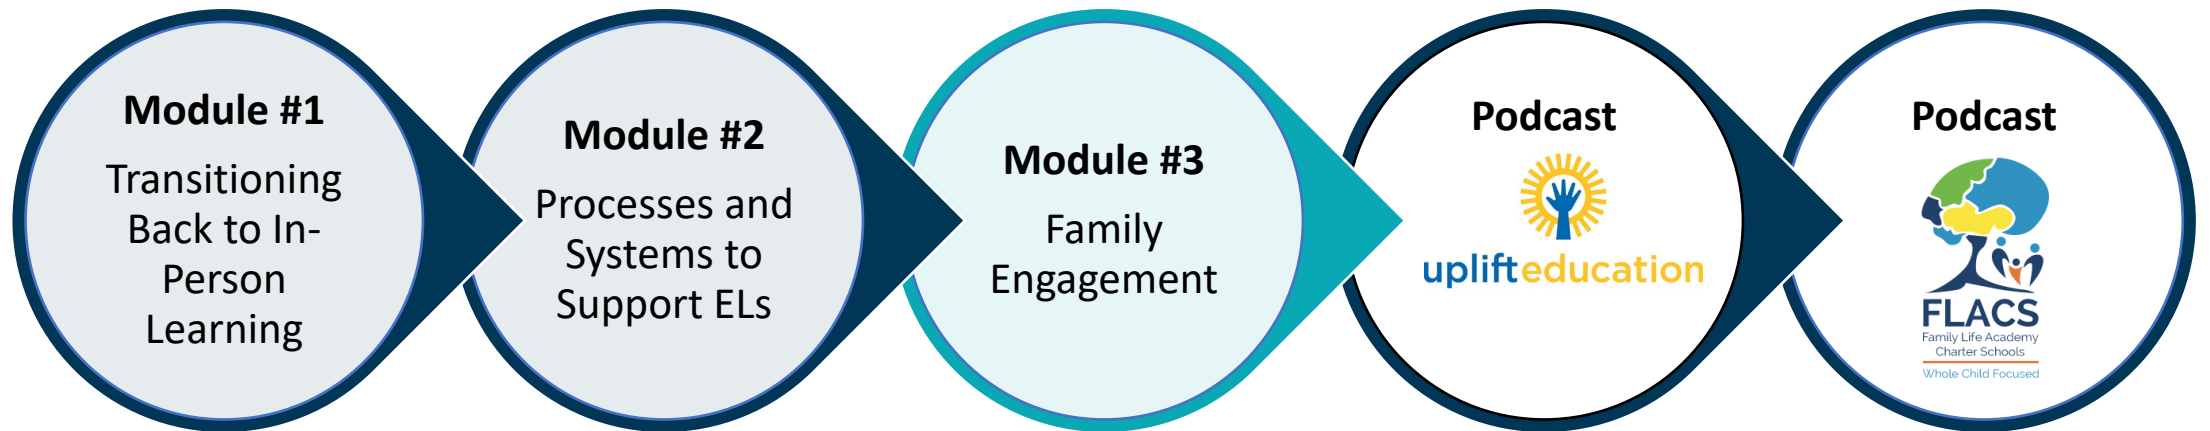 Module #1
Transitioning
Back to In-
Person
Learning
Module #2
Processes and
Systems to
Support ELs
Module #3
Family
Engagement
Podcast
uplifteducation
Podcast
FLACS
Family Life Academy
Charter Schools
Whole Child Focused